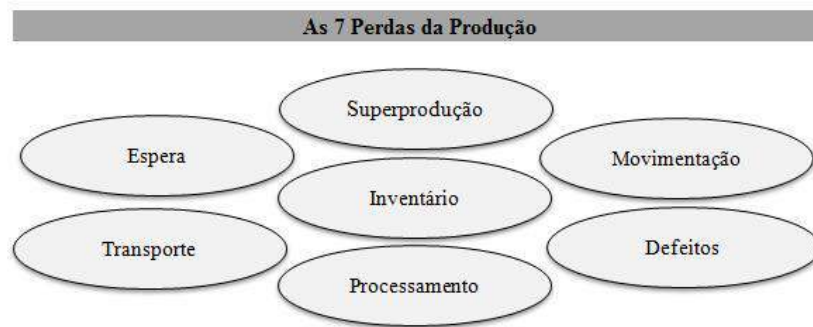 As 7 Perdas da Produção
Superprodução
Espera
Movimentação
Inventário
Transporte
Defeitos
Processamento